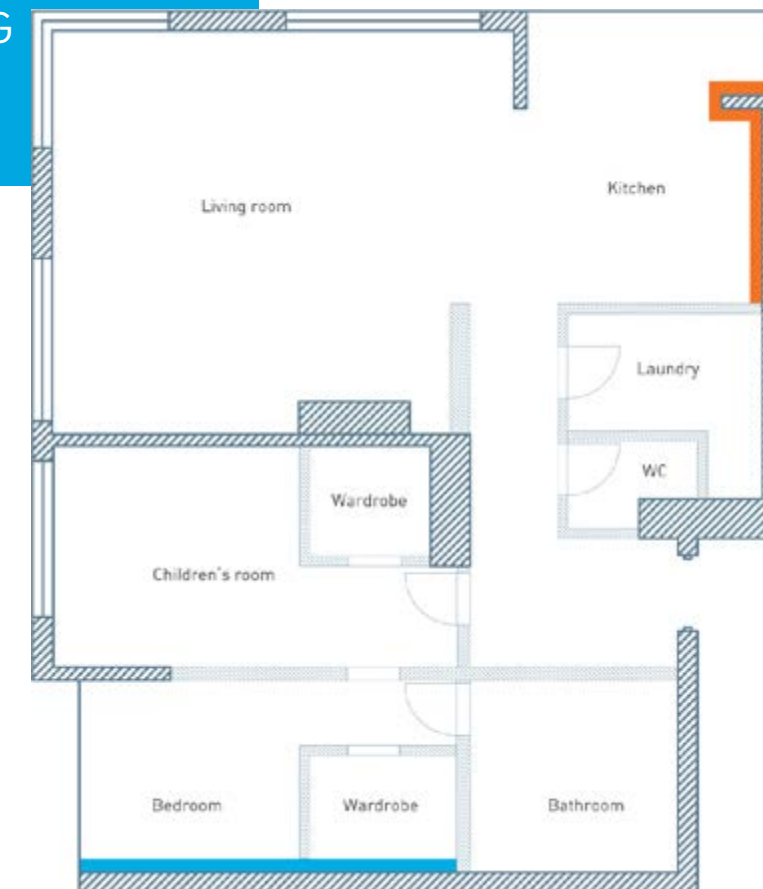 G
Living room
Kitchen
Laundry
WC
Wardrobe
Children's room
Bedroom
Wardrobe
Bathroom